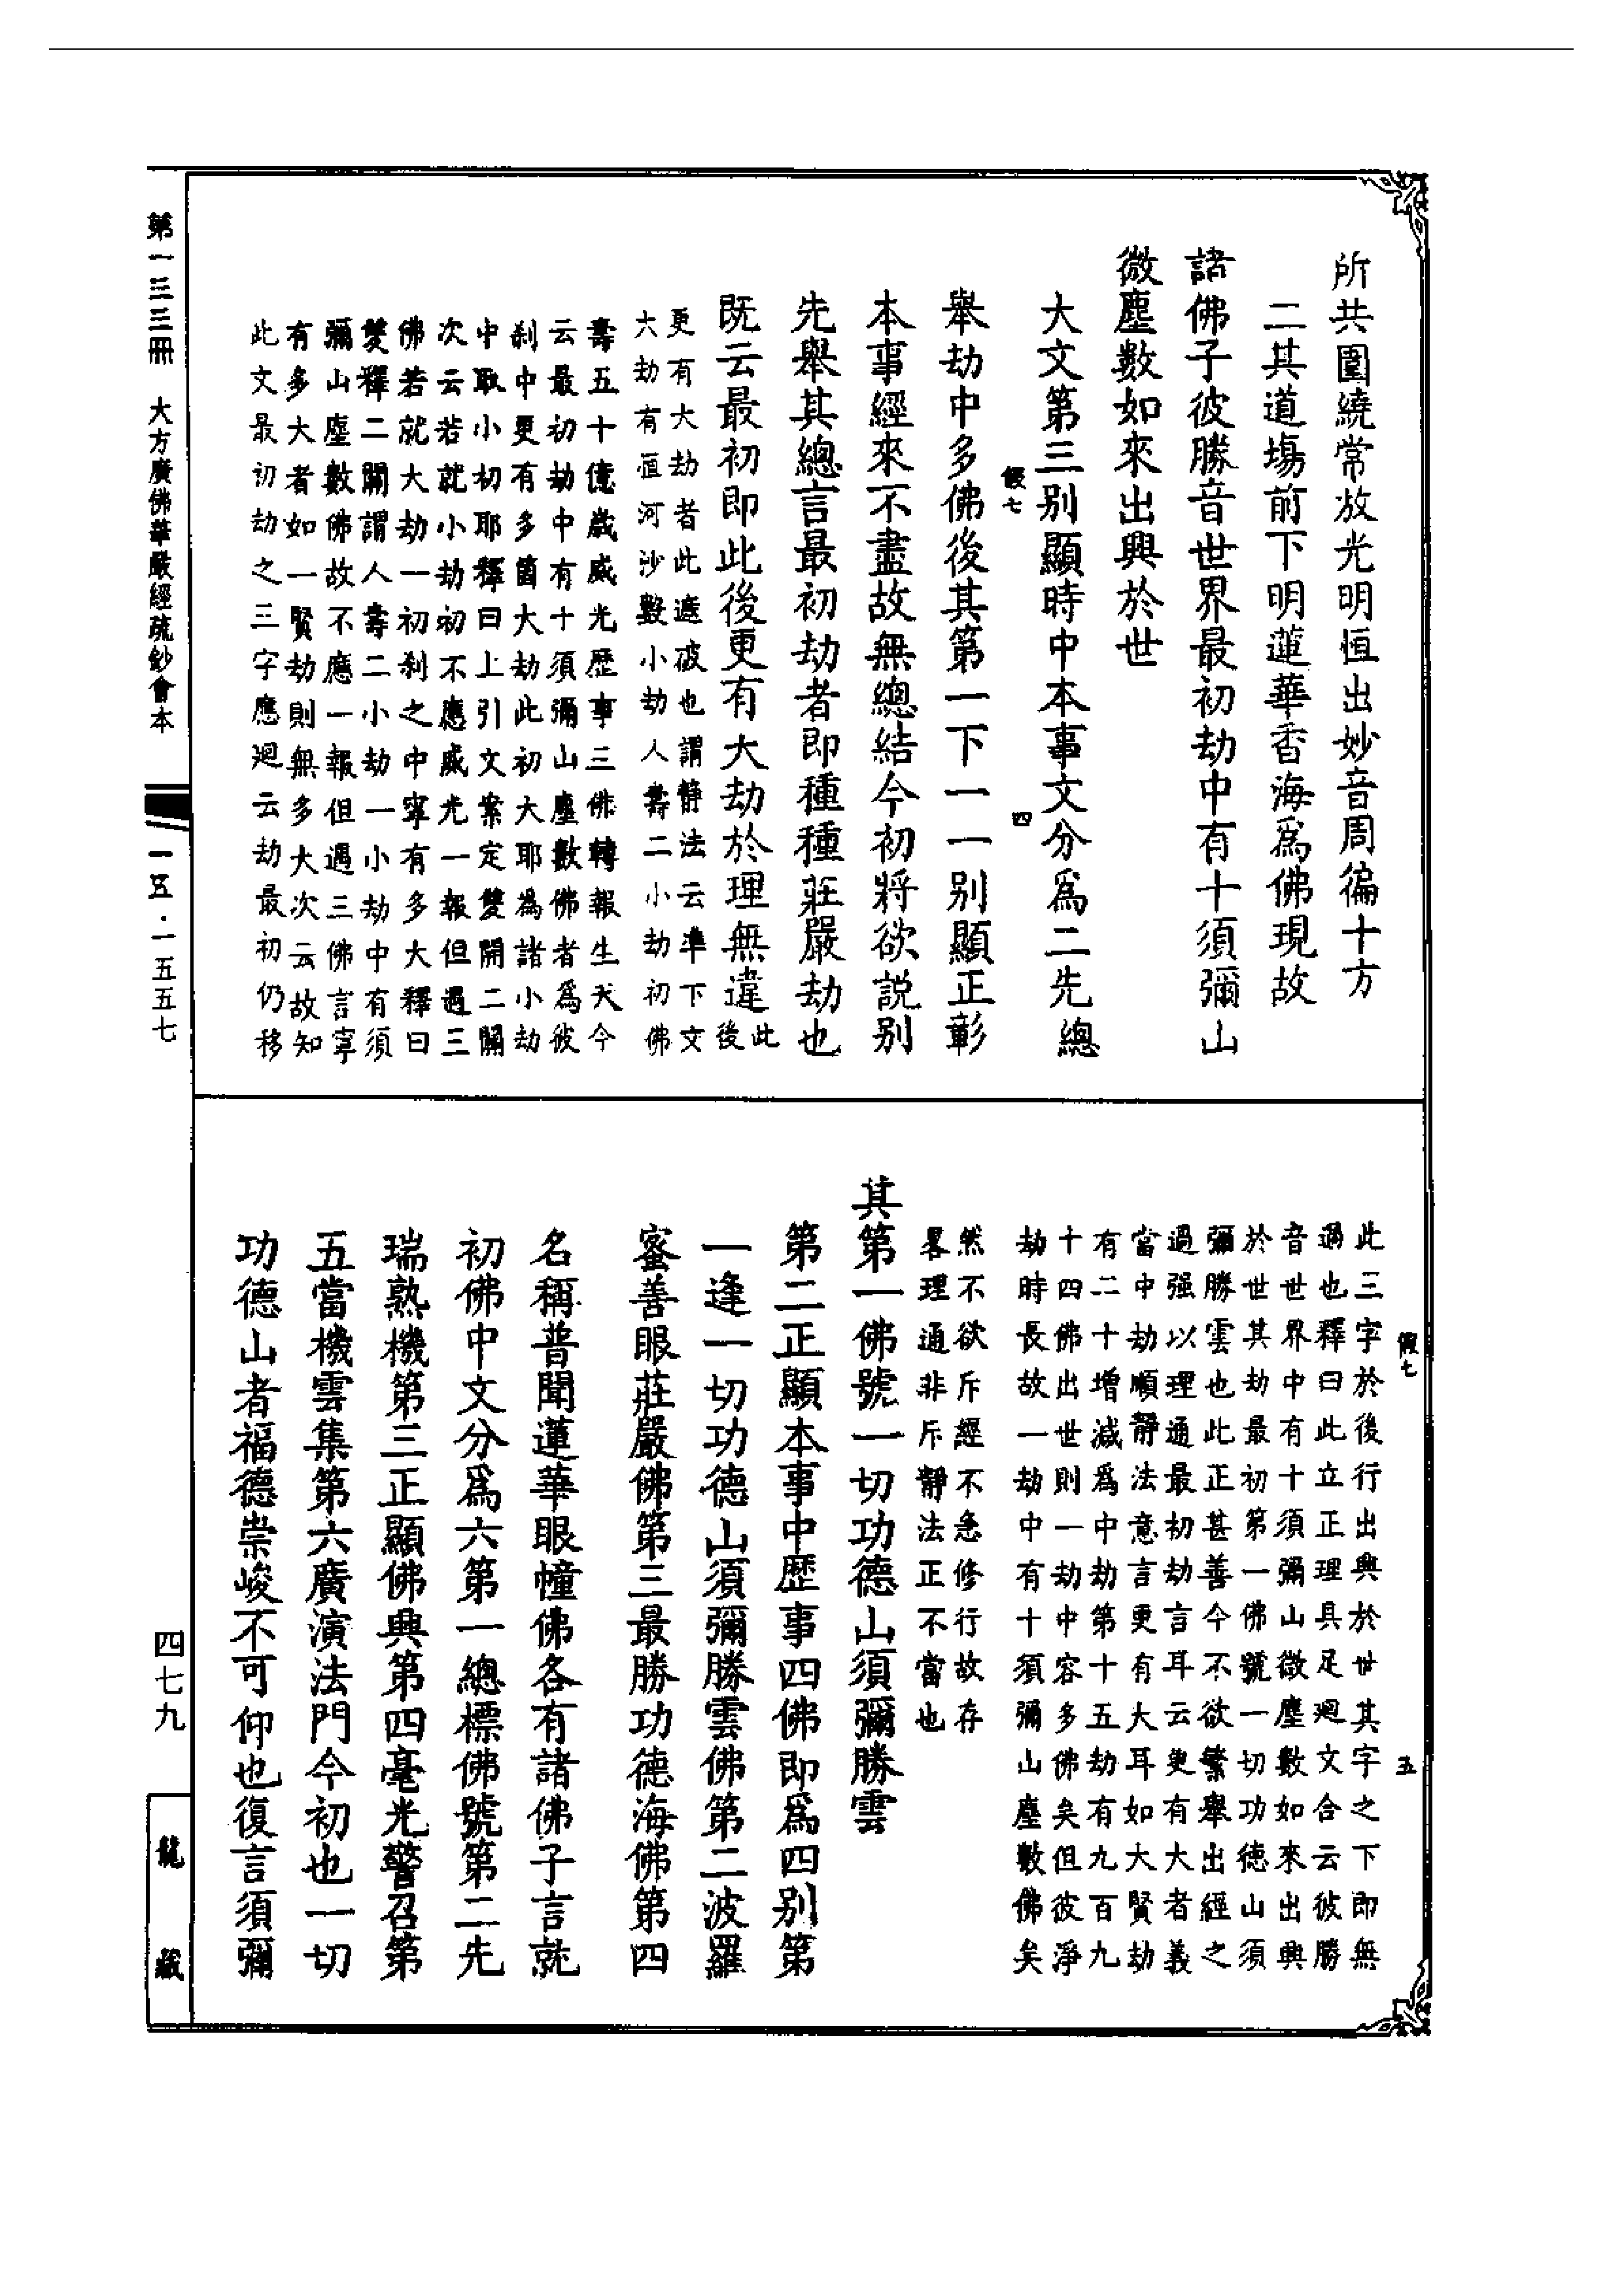 所共圍繞常放光明恒出妙音周徧十方
二其道場前下明蓮華香海爲佛現故
諸佛子彼勝音世界最初劫中有十須彌山
微塵數如來出興於世
大文第三别顯時中本事文分爲二先總
假七
四
舉劫中多佛後其第一下一一别顯正彰
本事經來不盡故無總結今初將欲説别
先舉其總言最初劫者即種種莊嚴劫也
既云最初即此後更有大劫於理無違此
後
更有大劫者此遮破也謂靜法云準下文
大劫有恒河沙數小劫人壽二小劫初佛
壽五十億歲威光歷事三佛轉報生天今
云最初劫中有十須彌山塵數佛者爲彼
刹中更有多箇大劫此初大耶爲諸小劫
中取小初耶釋曰上引文案定雙開二關
次云若就小劫初不應威光一報但遇三
佛若就大劫一初刹之中寧有多大釋曰
雙釋二關謂人壽二小劫一小劫中有須
彌山塵數佛故不應一報但遇三佛言寧
有多大者如一賢劫則無多大次云故知
此文最初劫之三字應迴云劫最初仍移
假七
五
此三字於後行出興於世其字之下即無
過也釋曰此立正理具足迴文合云彼勝
音世界中有十須彌山微塵數如來出興
於世其劫最初第一佛號一切功德山須
彌勝雲也此正甚善今不欲繁舉出經之
過强以理通最初劫言耳云更有大者義
當中劫順靜法意言更有大耳如大賢劫
有二十增減爲中劫第十五劫有九百九
十四佛出世則一劫中容多佛矣但彼淨
劫時長故一劫中有十須彌山塵數佛矣
然不欲斥經不急修行故存
畧理通非斥靜法正不當也
其第一佛號一切功德山須彌勝雲
第二正顯本事中歷事四佛即爲四别第
一逢一切功德山須彌勝雲佛第二波羅
蜜善眼莊嚴佛第三最勝功德海佛第四
名稱普聞蓮華眼幢佛各有諸佛子言就
初佛中文分爲六第一總標佛號第二先
瑞熟機第三正顯佛興第四毫光警召第
五當機雲集第六廣演法門今初也一切
功德山者福德崇峻不可仰也復言須彌
第一三三冊 大方廣佛華嚴經疏鈔會本
一五·一五五七
四七九
龍藏